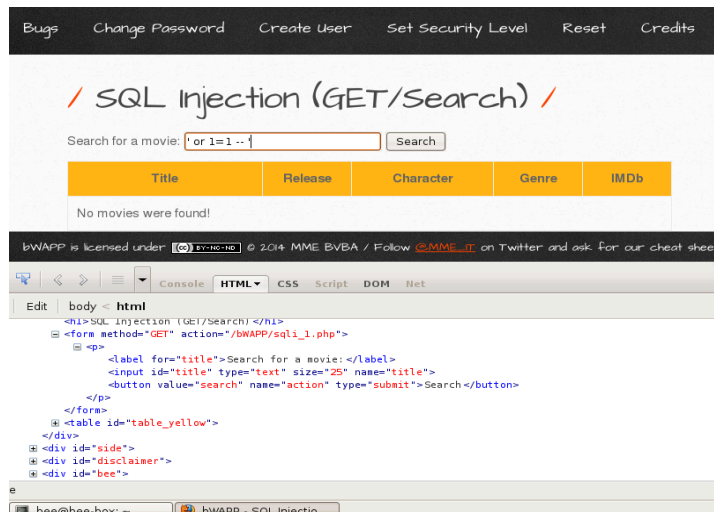 Bugs Change Password Create User Set Security Level Reset Credits
/ SQL Injection (GET/Search) /
Search for a movie: ' or 1=1 -- ' Search
Title Release Character Genre IMDb
No movies were found!
bWAPP is licensed under (cc) BY-NC-ND © 2014 MME BVBA / Follow @MME_IT on Twitter and ask for our cheat shee
Console HTML CSS Script DOM Net
Edit body < html
<h1>SQL Injection (GET/Search)</h1>
<form method="GET" action="/bWAPP/sqli_1.php">
<p>
<label for="title">Search for a movie:</label>
<input id="title" type="text" size="25" name="title">
<button value="search" name="action" type="submit">Search</button>
</p>
</form>
<table id="table_yellow">
</div>
<div id="side">
<div id="disclaimer">
<div id="bee">
e
bee@bee-box: ~ bWAPP - SQL Injectio